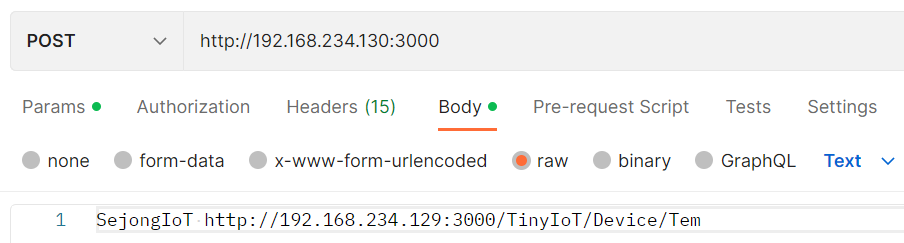 POST http://192.168.234.130:3000
Params Authorization Headers (15) Body Pre-request Script Tests Settings
none form-data x-www-form-urlencoded raw binary GraphQL Text
1 SejongIoT http://192.168.234.129:3000/TinyIoT/Device/Tem